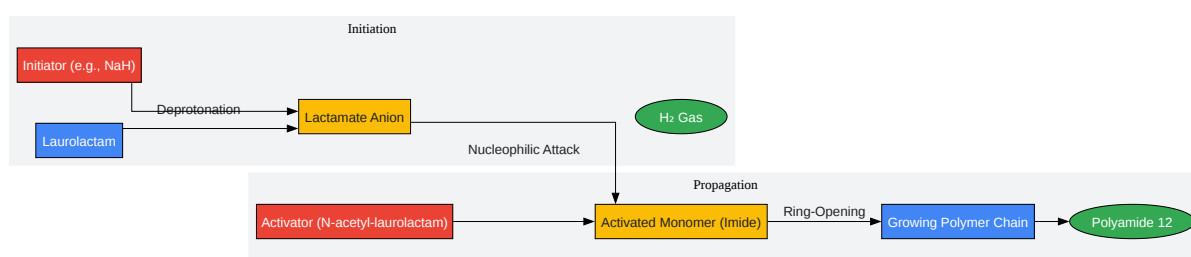 Initiation
Initiator (e.g., NaH)
Deprotonation
Lactamate Anion
H₂ Gas
Laurolactam
Nucleophilic Attack
Propagation
Activator (N-acetyl-laurolactam)
Activated Monomer (Imide)
Ring-Opening
Growing Polymer Chain
Polyamide 12